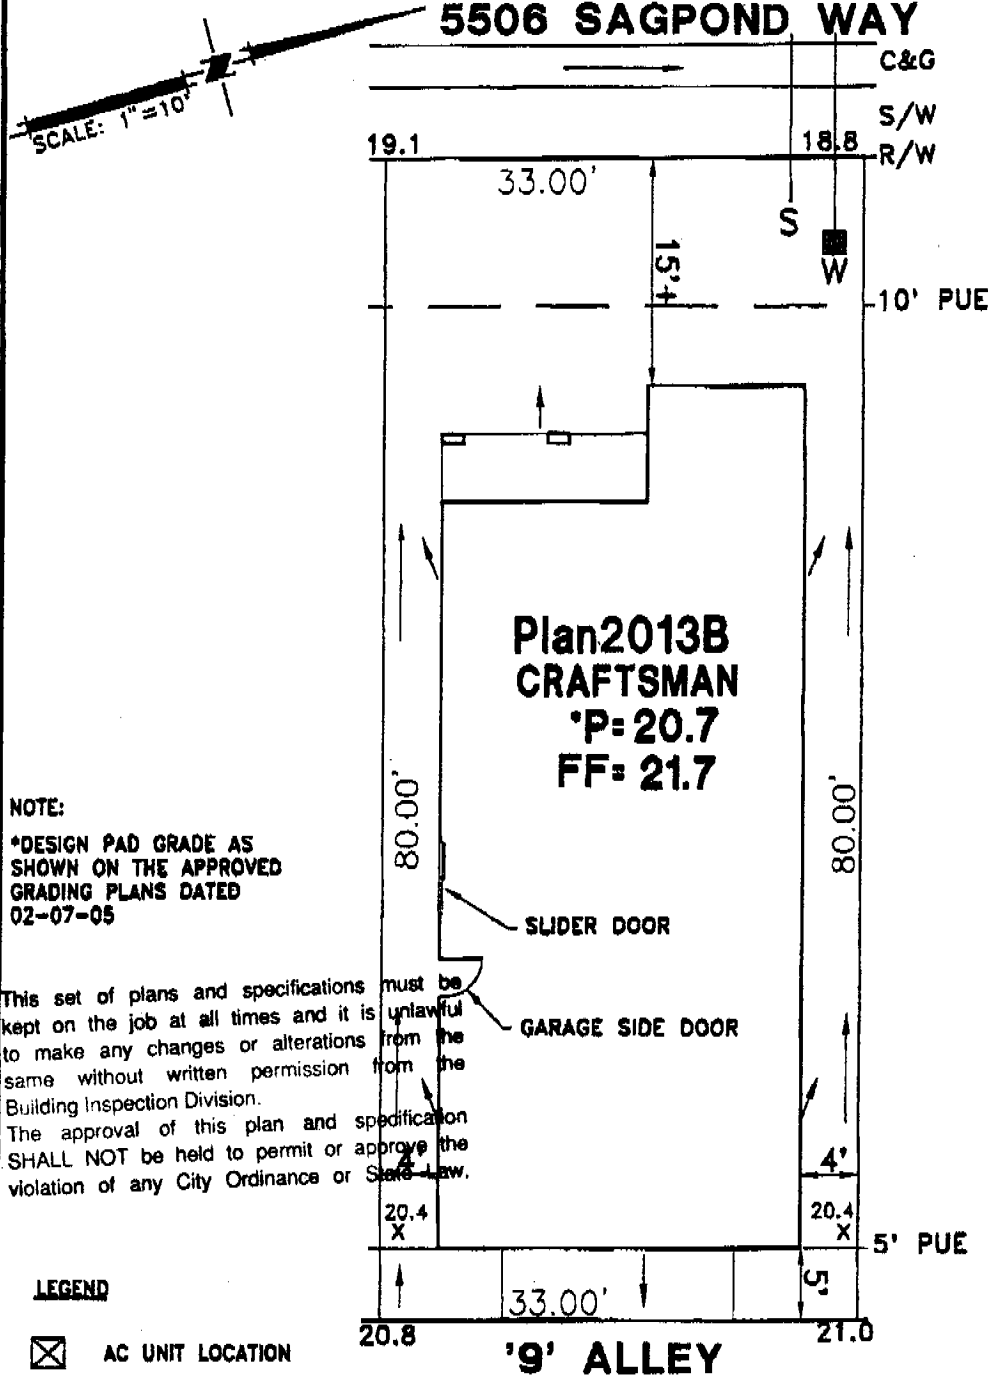 5506 SAGPOND WAY
C&G
SCALE: 1"=10'
S/W
19.1
18.8
R/W
33.00'
S
W
15'+
10' PUE
Plan2013B
CRAFTSMAN
*P= 20.7
FF= 21.7
80.00'
80.00'
NOTE:
*DESIGN PAD GRADE AS
SHOWN ON THE APPROVED
GRADING PLANS DATED
02-07-05
SLIDER DOOR
This set of plans and specifications must be
kept on the job at all times and it is unlawful
to make any changes or alterations from the
same without written permission from the
Building Inspection Division.
The approval of this plan and specification
SHALL NOT be held to permit or approve the
violation of any City Ordinance or State Law.
GARAGE SIDE DOOR
4'
4'
20.4
X
20.4
X
5' PUE
LEGEND
33.00'
5'
20.8
21.0
AC UNIT LOCATION
'9' ALLEY